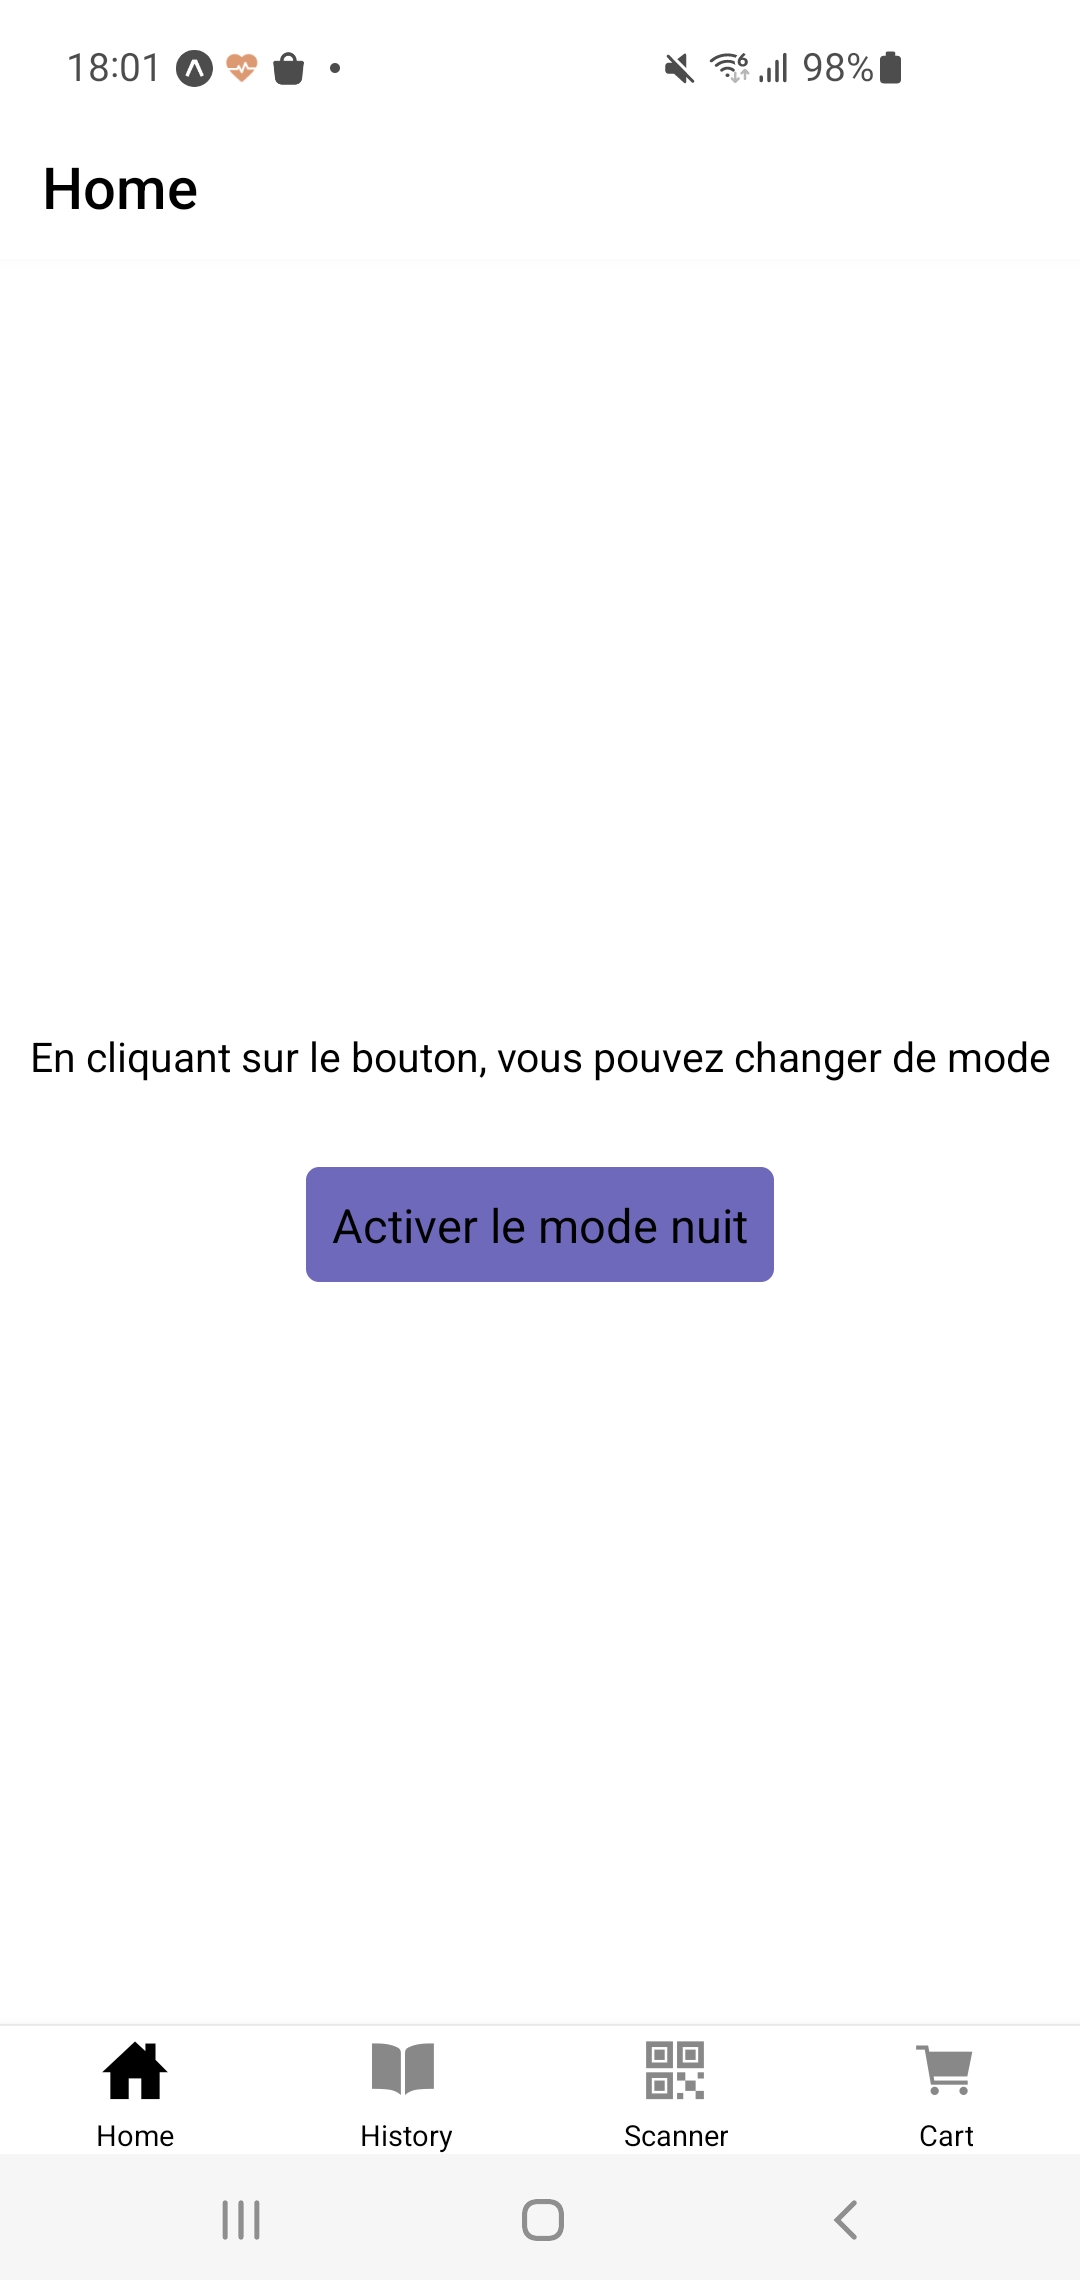 18:01 98%
Home
En cliquant sur le bouton, vous pouvez changer de mode
Activer le mode nuit
Home History Scanner Cart